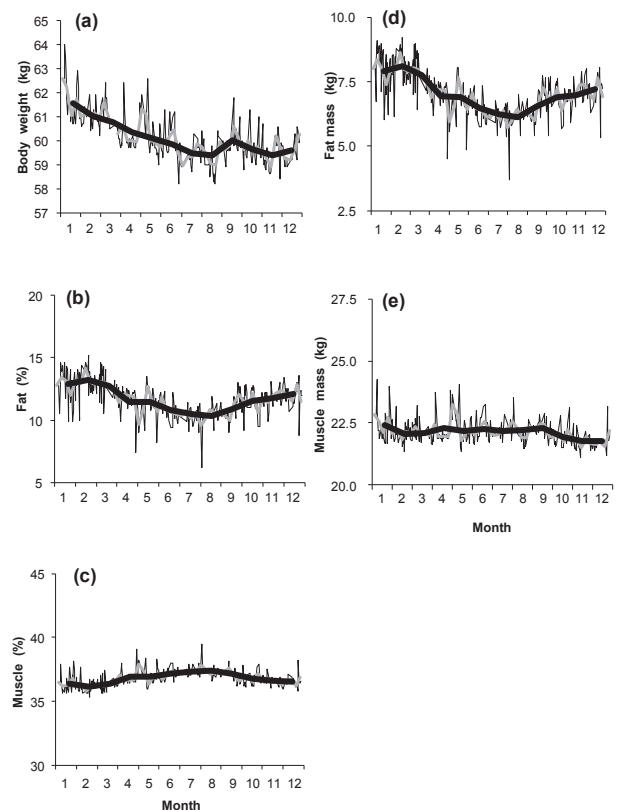 (a)
Body weight (kg)
65
64
63
62
61
60
59
58
57
1 2 3 4 5 6 7 8 9 10 11 12
(d)
Fat mass (kg)
10.0
7.5
5.0
2.5
1 2 3 4 5 6 7 8 9 10 11 12
(b)
Fat (%)
20
15
10
5
1 2 3 4 5 6 7 8 9 10 11 12
(e)
Muscle mass (kg)
27.5
25.0
22.5
20.0
1 2 3 4 5 6 7 8 9 10 11 12
Month
(c)
Muscle (%)
45
40
35
30
1 2 3 4 5 6 7 8 9 10 11 12
Month